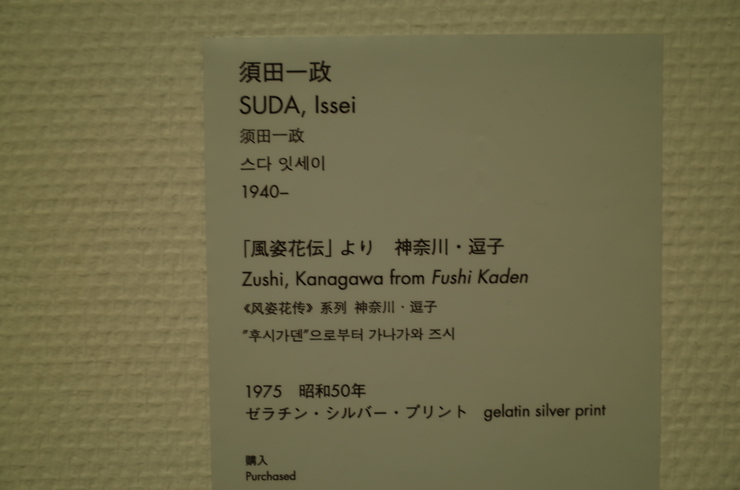 須田一政
SUDA, Issei
须田一政
스다 잇세이
1940–
「風姿花伝」より　神奈川・逗子
Zushi, Kanagawa from Fushi Kaden
《风姿花传》系列 神奈川・逗子
"후시가덴"으로부터 가나가와 즈시
1975　昭和50年
ゼラチン・シルバー・プリント　gelatin silver print
購入
Purchased